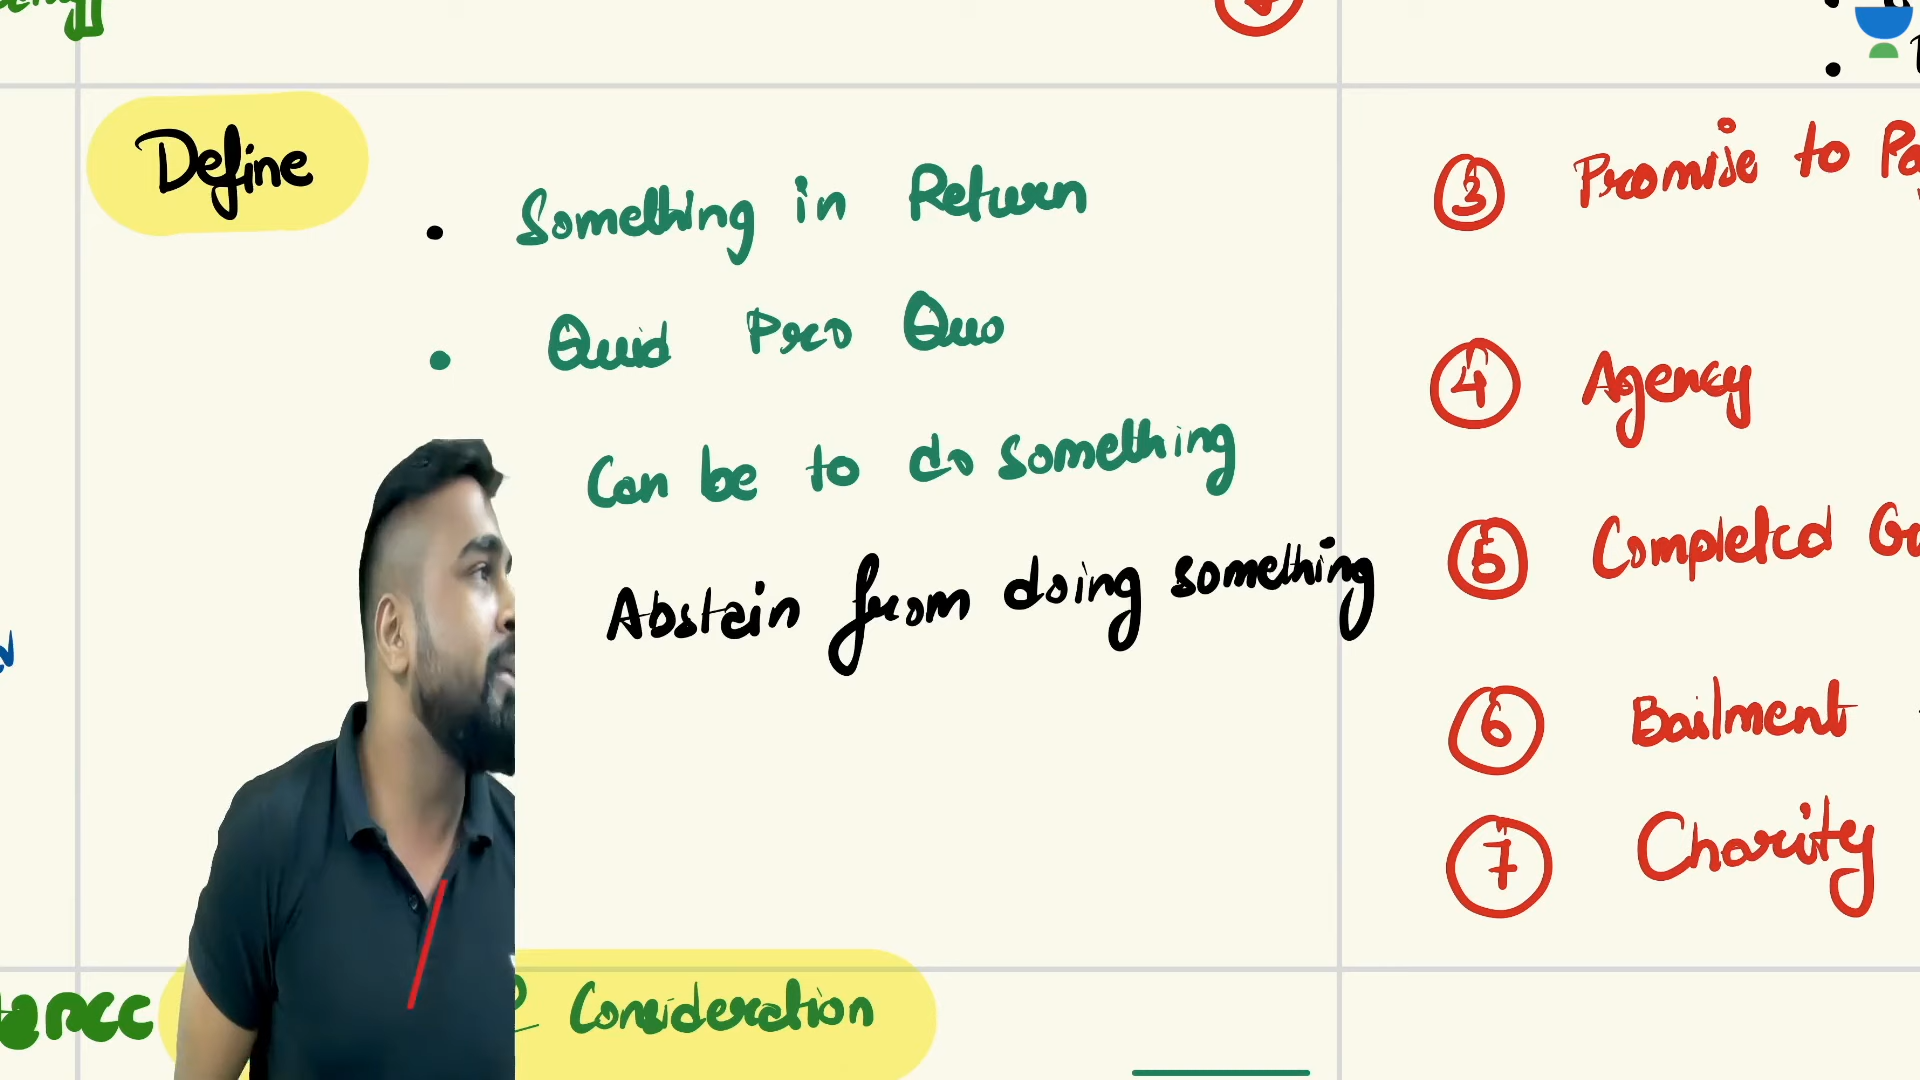 Define
Something in Return
Quid Pro Quo
Can be to do something
Abstain from doing something
Consideration
3 Promise to
4 Agency
5 Completed
6 Bailment
7 Charity